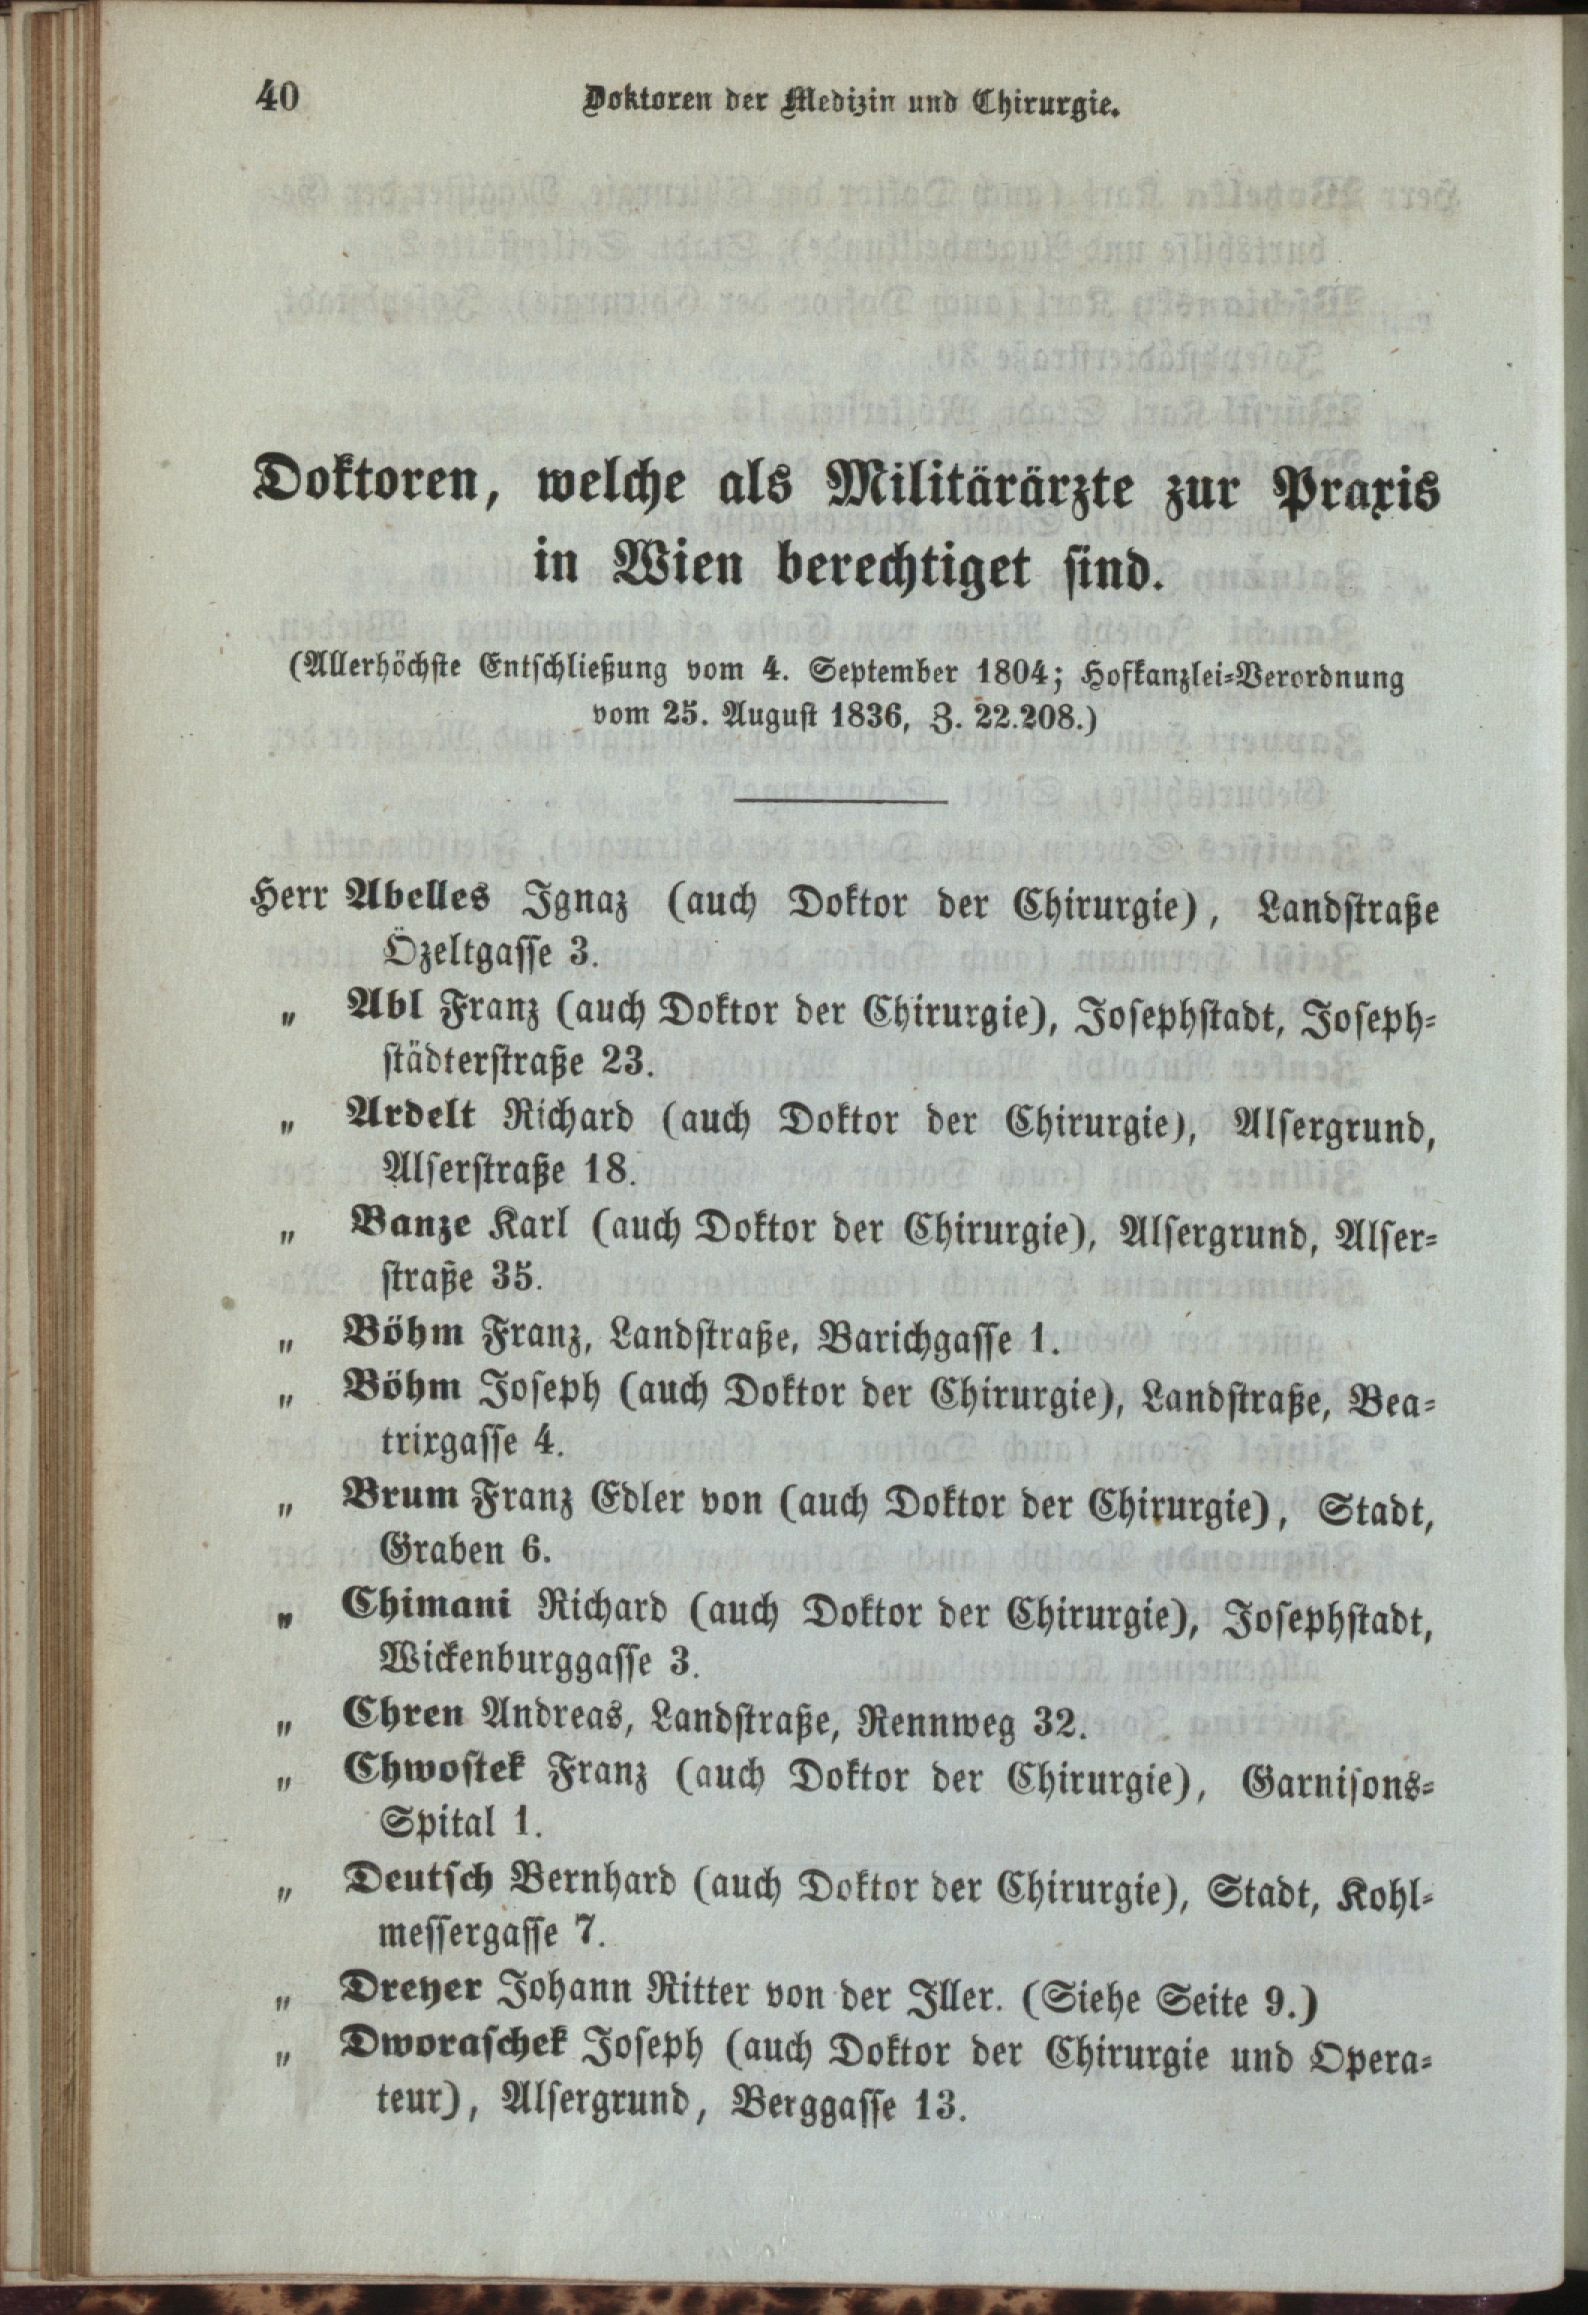 40 Doktoren der Medizin und Chirurgie.
Doktoren, welche als Militärärzte zur Praxis
in Wien berechtiget sind.
(Allerhöchste Entschließung vom 4. September 1804; Hofkanzlei-Verordnung
vom 25. August 1836, Z. 22.208.)
Herr Abelles Ignaz (auch Doktor der Chirurgie), Landstraße
Özeltgasse 3.
„ Abl Franz (auch Doktor der Chirurgie), Josephstadt, Joseph-
städterstraße 23.
„ Ardelt Richard (auch Doktor der Chirurgie), Alsergrund,
Alserstraße 18.
„ Banze Karl (auch Doktor der Chirurgie), Alsergrund, Alser-
straße 35.
„ Böhm Franz, Landstraße, Barichgasse 1.
„ Böhm Joseph (auch Doktor der Chirurgie), Landstraße, Bea-
trixgasse 4.
„ Brum Franz Edler von (auch Doktor der Chirurgie), Stadt,
Graben 6.
„ Chimani Richard (auch Doktor der Chirurgie), Josephstadt,
Wickenburggasse 3.
„ Chren Andreas, Landstraße, Rennweg 32.
„ Chwostek Franz (auch Doktor der Chirurgie), Garnisons-
Spital 1.
„ Deutsch Bernhard (auch Doktor der Chirurgie), Stadt, Kohl-
messergasse 7.
„ Dreyer Johann Ritter von der Iller. (Siehe Seite 9.)
„ Dworaschek Joseph (auch Doktor der Chirurgie und Opera-
teur), Alsergrund, Berggasse 13.